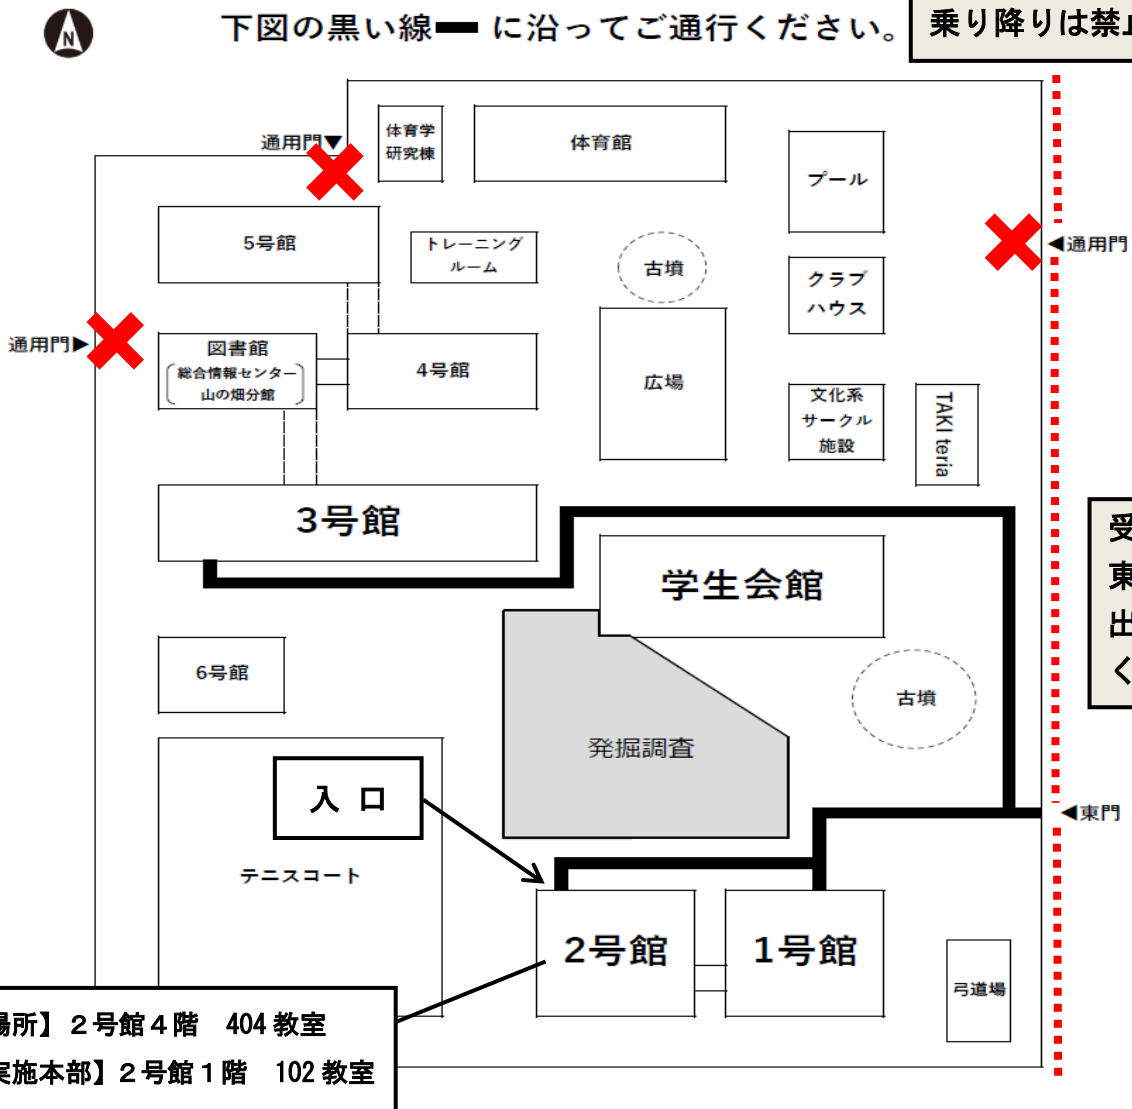 N
下図の黒い線━ に沿ってご通行ください。
乗り降りは禁止
通用門▼
体育学
研究棟
体育館
プール
5号館
トレーニング
ルーム
古墳
◀通用門
クラブ
ハウス
通用門▶
図書館
総合情報センター
山の畑分館
4号館
広場
文化系
サークル
施設
TAKI teria
3号館
受
東
出
く
学生会館
6号館
古墳
発掘調査
入 口
◀東門
テニスコート
2号館
1号館
弓道場
場所】２号館４階　404 教室
実施本部】２号館１階　102 教室